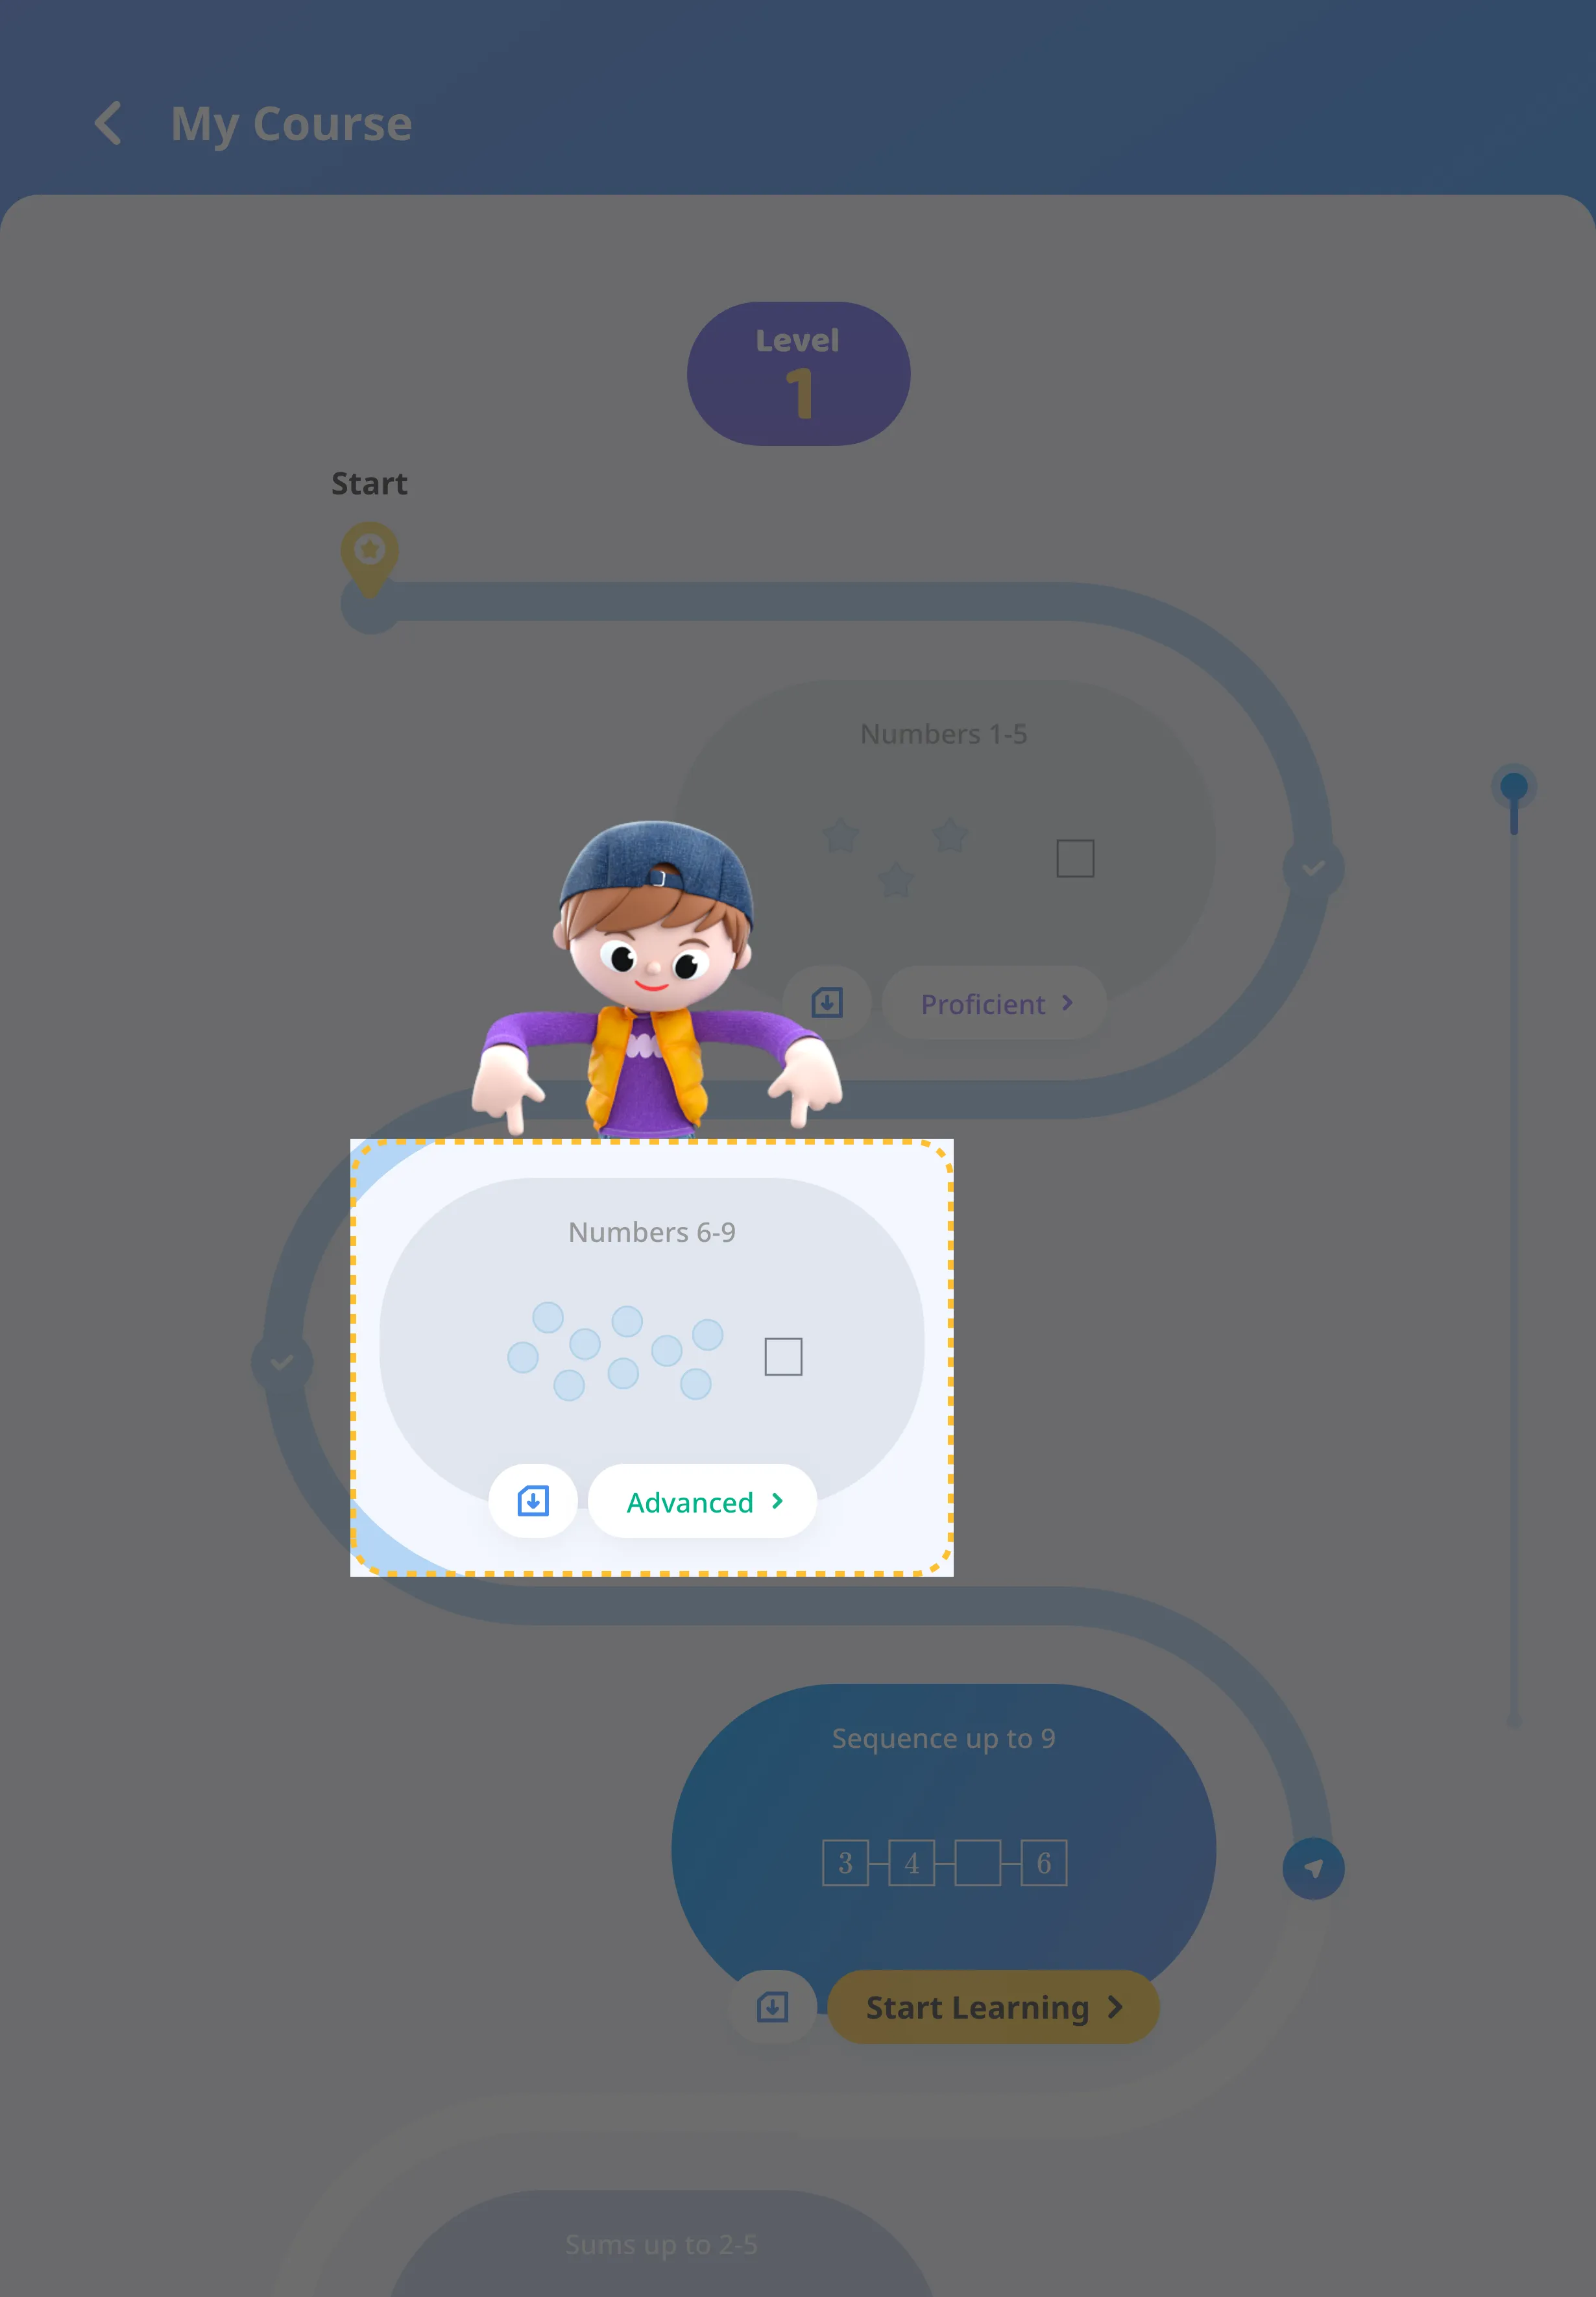 My Course
Level
1
Start
Numbers 1-5
Proficient
Numbers 6-9
Advanced
Sequence up to 9
3 4 6
Start Learning
Sums up to 2-5